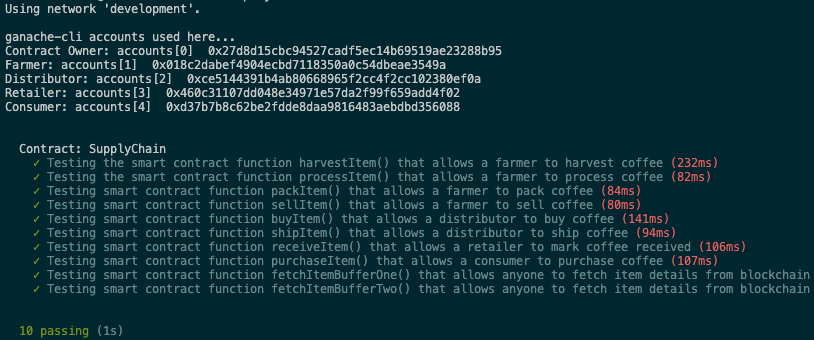 Using network 'development'.
ganache-cli accounts used here...
Contract Owner: accounts[0] 0x27d8d15cbc94527cadf5ec14b69519ae23288b95
Farmer: accounts[1] 0x018c2dabef4904ecbd7118350a0c54dbeae3549a
Distributor: accounts[2] 0xce5144391b4ab80668965f2cc4f2cc102380ef0a
Retailer: accounts[3] 0x460c31107dd048e34971e57da2f99f659add4f02
Consumer: accounts[4] 0xd37b7b8c62be2fdde8daa9816483aebdbd356088
Contract: SupplyChain
✓ Testing the smart contract function harvestItem() that allows a farmer to harvest coffee (232ms)
✓ Testing the smart contract function processItem() that allows a farmer to process coffee (82ms)
✓ Testing smart contract function packItem() that allows a farmer to pack coffee (84ms)
✓ Testing smart contract function sellItem() that allows a farmer to sell coffee (80ms)
✓ Testing smart contract function buyItem() that allows a distributor to buy coffee (141ms)
✓ Testing smart contract function shipItem() that allows a distributor to ship coffee (94ms)
✓ Testing smart contract function receiveItem() that allows a retailer to mark coffee received (106ms)
✓ Testing smart contract function purchaseItem() that allows a consumer to purchase coffee (107ms)
✓ Testing smart contract function fetchItemBufferOne() that allows anyone to fetch item details from blockchain
✓ Testing smart contract function fetchItemBufferTwo() that allows anyone to fetch item details from blockchain
10 passing (1s)